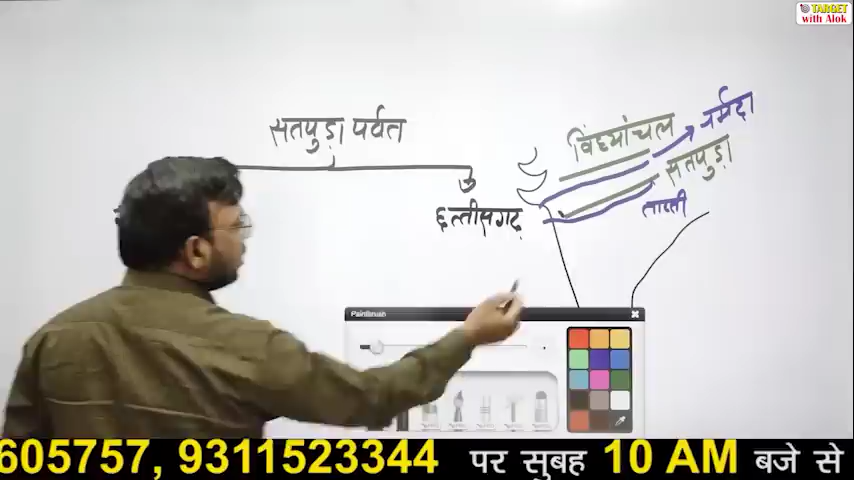 TARGET
with Alok
सतपुड़ा पर्वत
छत्तीसगढ़
विंध्यांचल
नर्मदा
सतपुड़ा
ताप्ती
Paintbrush
605757, 9311523344 पर सुबह 10 AM बजे से